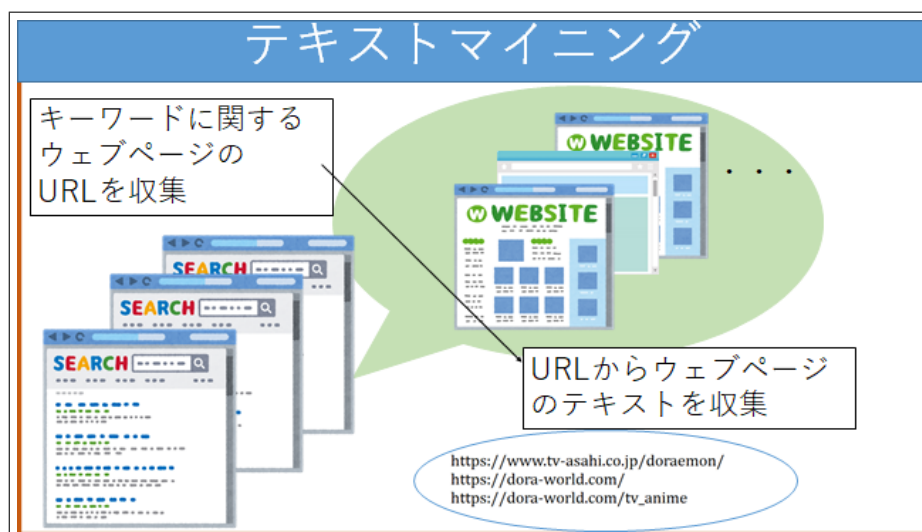 テキストマイニング
キーワードに関する
ウェブページの
URLを収集
WEBSITE
・・・
W WEBSITE
SEARCH
SEARCH
SEARCH
URLからウェブページ
のテキストを収集
https://www.tv-asahi.co.jp/doraemon/
https://dora-world.com/
https://dora-world.com/tv_anime